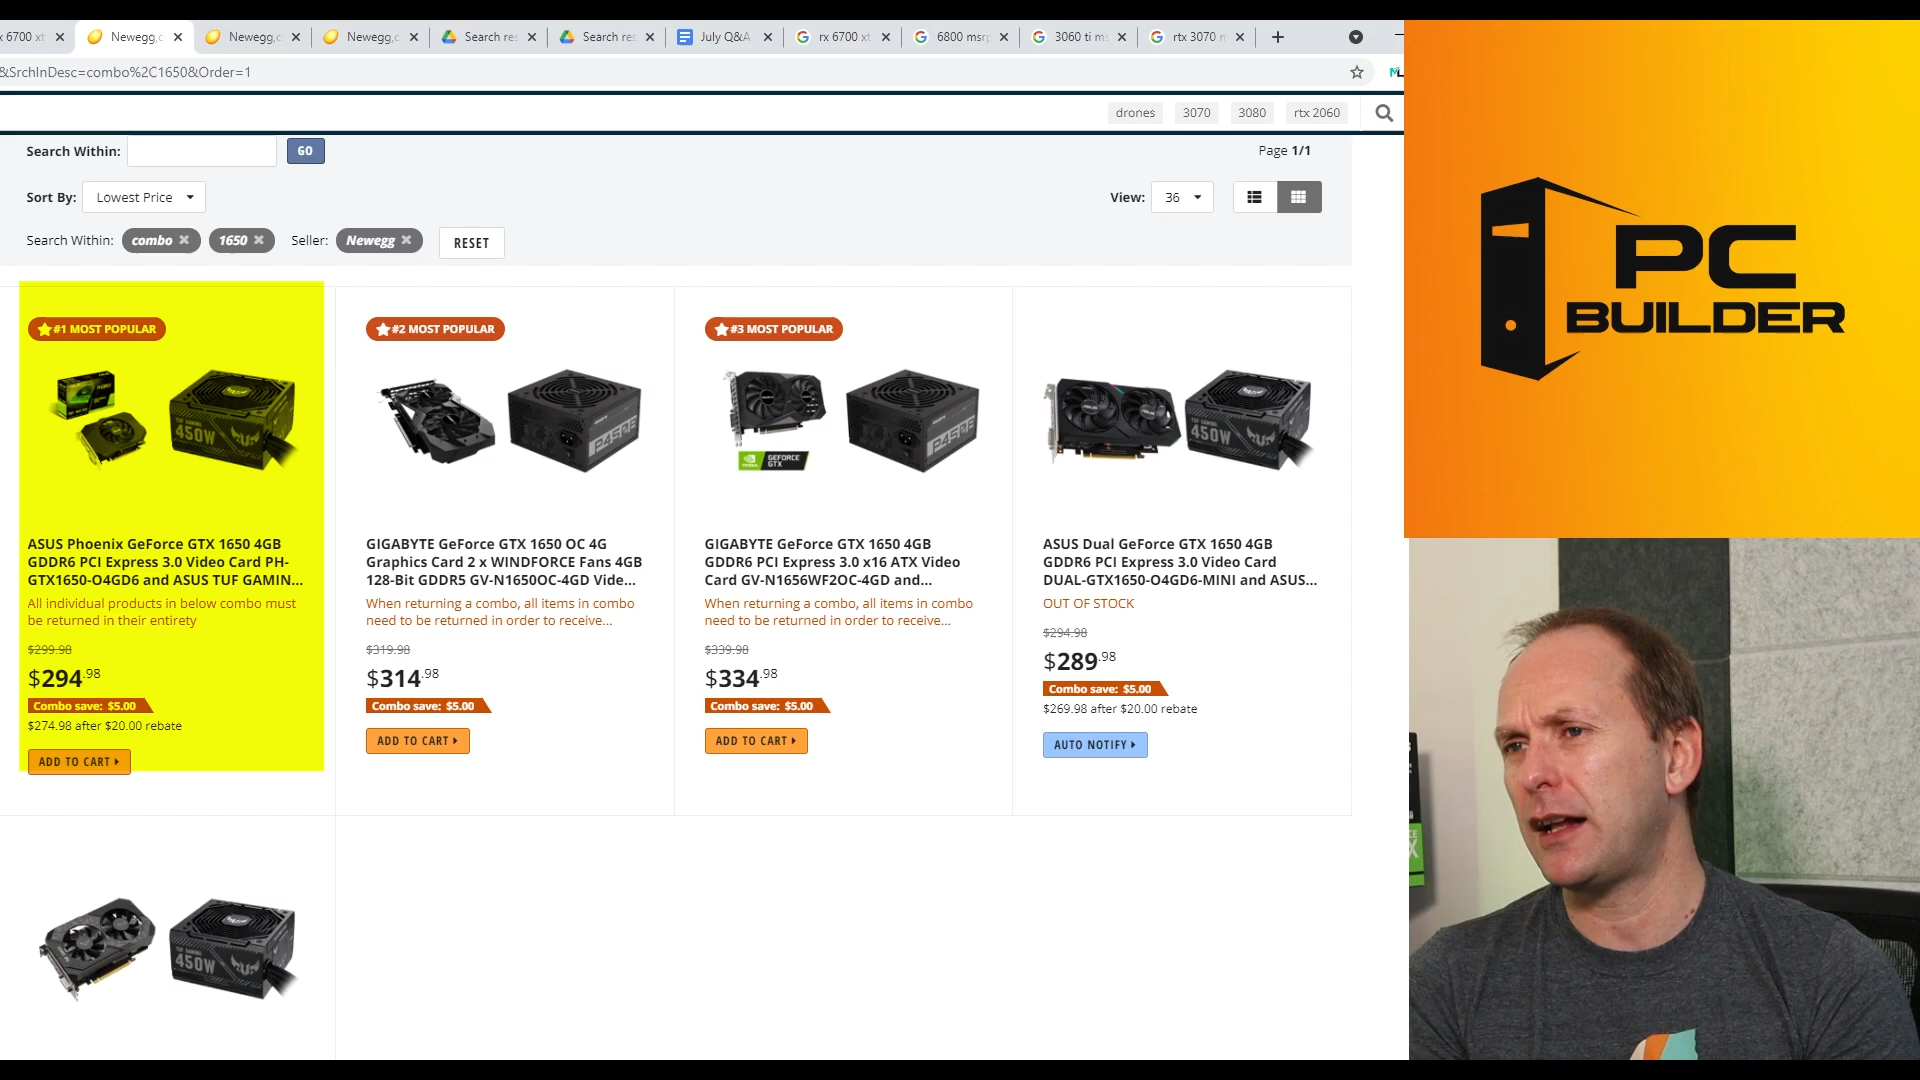 x 6700 xt
Newegg.c
Newegg.c
Newegg.c
Search res
Search res
July Q&A
rx 6700 xt
6800 msrp
3060 ti ms
rtx 3070 m
&SrchInDesc=combo%2C1650&Order=1
drones
3070
3080
rtx 2060
Search Within:
GO
Page 1/1
Sort By:
Lowest Price
View:
36
Search Within:
combo
1650
Seller:
Newegg
RESET
#1 MOST POPULAR
450W
ASUS Phoenix GeForce GTX 1650 4GB
GDDR6 PCI Express 3.0 Video Card PH-
GTX1650-O4GD6 and ASUS TUF GAMIN...
All individual products in below combo must
be returned in their entirety
$299.98
$294.98
Combo save: $5.00
$274.98 after $20.00 rebate
ADD TO CART
#2 MOST POPULAR
P450B
GIGABYTE GeForce GTX 1650 OC 4G
Graphics Card 2 x WINDFORCE Fans 4GB
128-Bit GDDR5 GV-N1650OC-4GD Vide...
When returning a combo, all items in combo
need to be returned in order to receive...
$319.98
$314.98
Combo save: $5.00
ADD TO CART
#3 MOST POPULAR
GEFORCE
GTX
P450B
GIGABYTE GeForce GTX 1650 4GB
GDDR6 PCI Express 3.0 x16 ATX Video
Card GV-N1656WF2OC-4GD and...
When returning a combo, all items in combo
need to be returned in order to receive...
$339.98
$334.98
Combo save: $5.00
ADD TO CART
450W
ASUS Dual GeForce GTX 1650 4GB
GDDR6 PCI Express 3.0 Video Card
DUAL-GTX1650-O4GD6-MINI and ASUS...
OUT OF STOCK
$294.98
$289.98
Combo save: $5.00
$269.98 after $20.00 rebate
AUTO NOTIFY
450W
PC
BUILDER